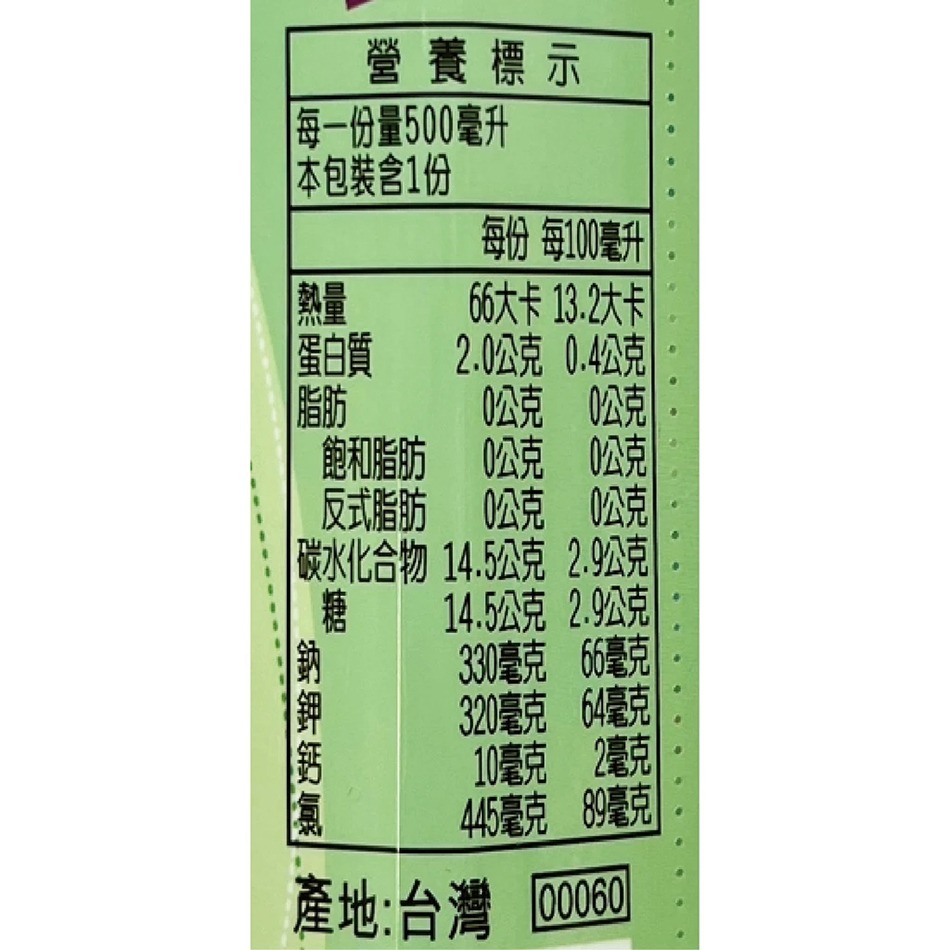 營養標示
每一份量500毫升
本包裝含1份
每份 每100毫升
熱量 66大卡 13.2大卡
蛋白質 2.0公克 0.4公克
脂肪 0公克 0公克
飽和脂肪 0公克 0公克
反式脂肪 0公克 0公克
碳水化合物 14.5公克 2.9公克
糖 14.5公克 2.9公克
鈉 330毫克 66毫克
鉀 320毫克 64毫克
鈣 10毫克 2毫克
氯 445毫克 89毫克
產地:台灣 00060